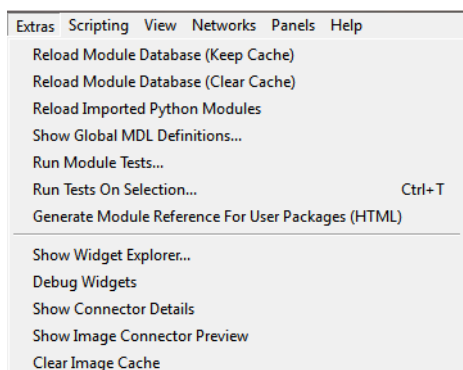 Extras Scripting View Networks Panels Help
Reload Module Database (Keep Cache)
Reload Module Database (Clear Cache)
Reload Imported Python Modules
Show Global MDL Definitions...
Run Module Tests...
Run Tests On Selection... Ctrl+T
Generate Module Reference For User Packages (HTML)
Show Widget Explorer...
Debug Widgets
Show Connector Details
Show Image Connector Preview
Clear Image Cache